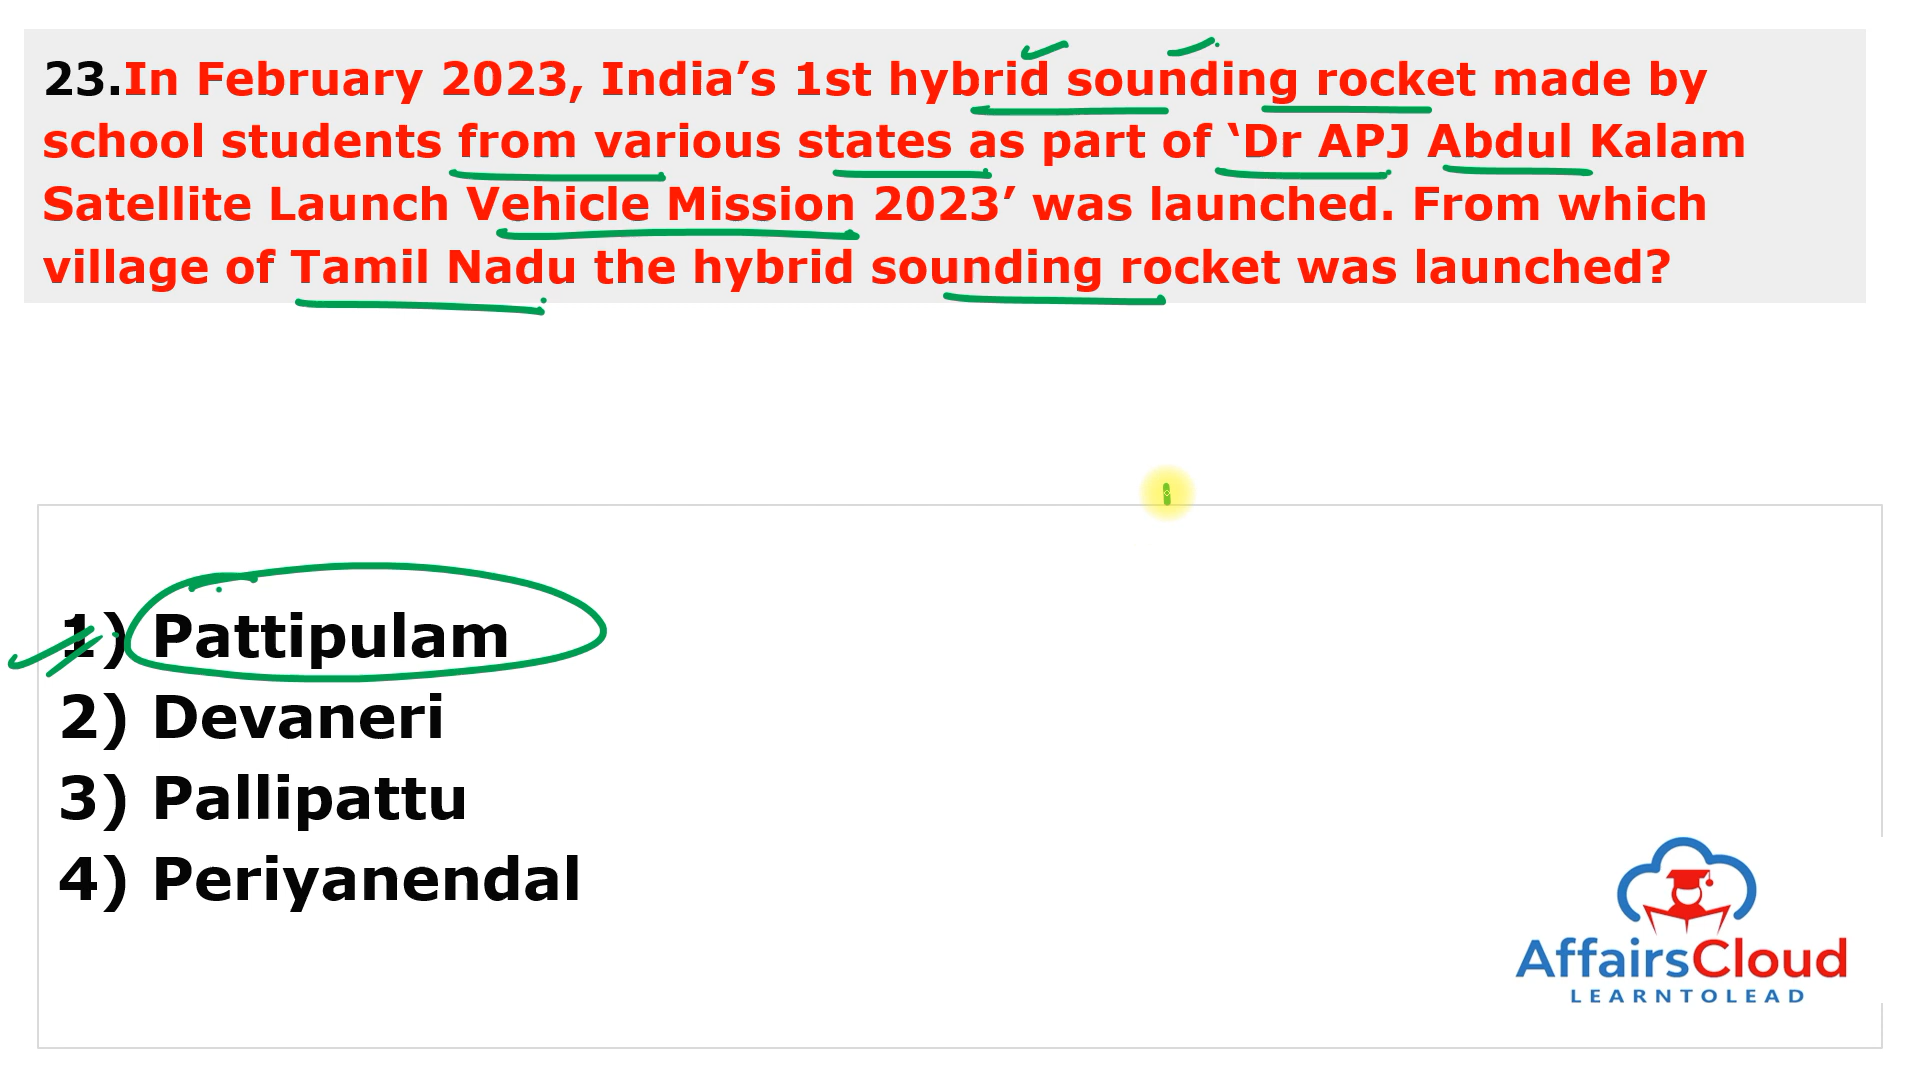 23.In February 2023, India’s 1st hybrid sounding rocket made by
school students from various states as part of ‘Dr APJ Abdul Kalam
Satellite Launch Vehicle Mission 2023’ was launched. From which
village of Tamil Nadu the hybrid sounding rocket was launched?
1) Pattipulam
2) Devaneri
3) Pallipattu
4) Periyanendal
AffairsCloud
LEARNTOLEAD